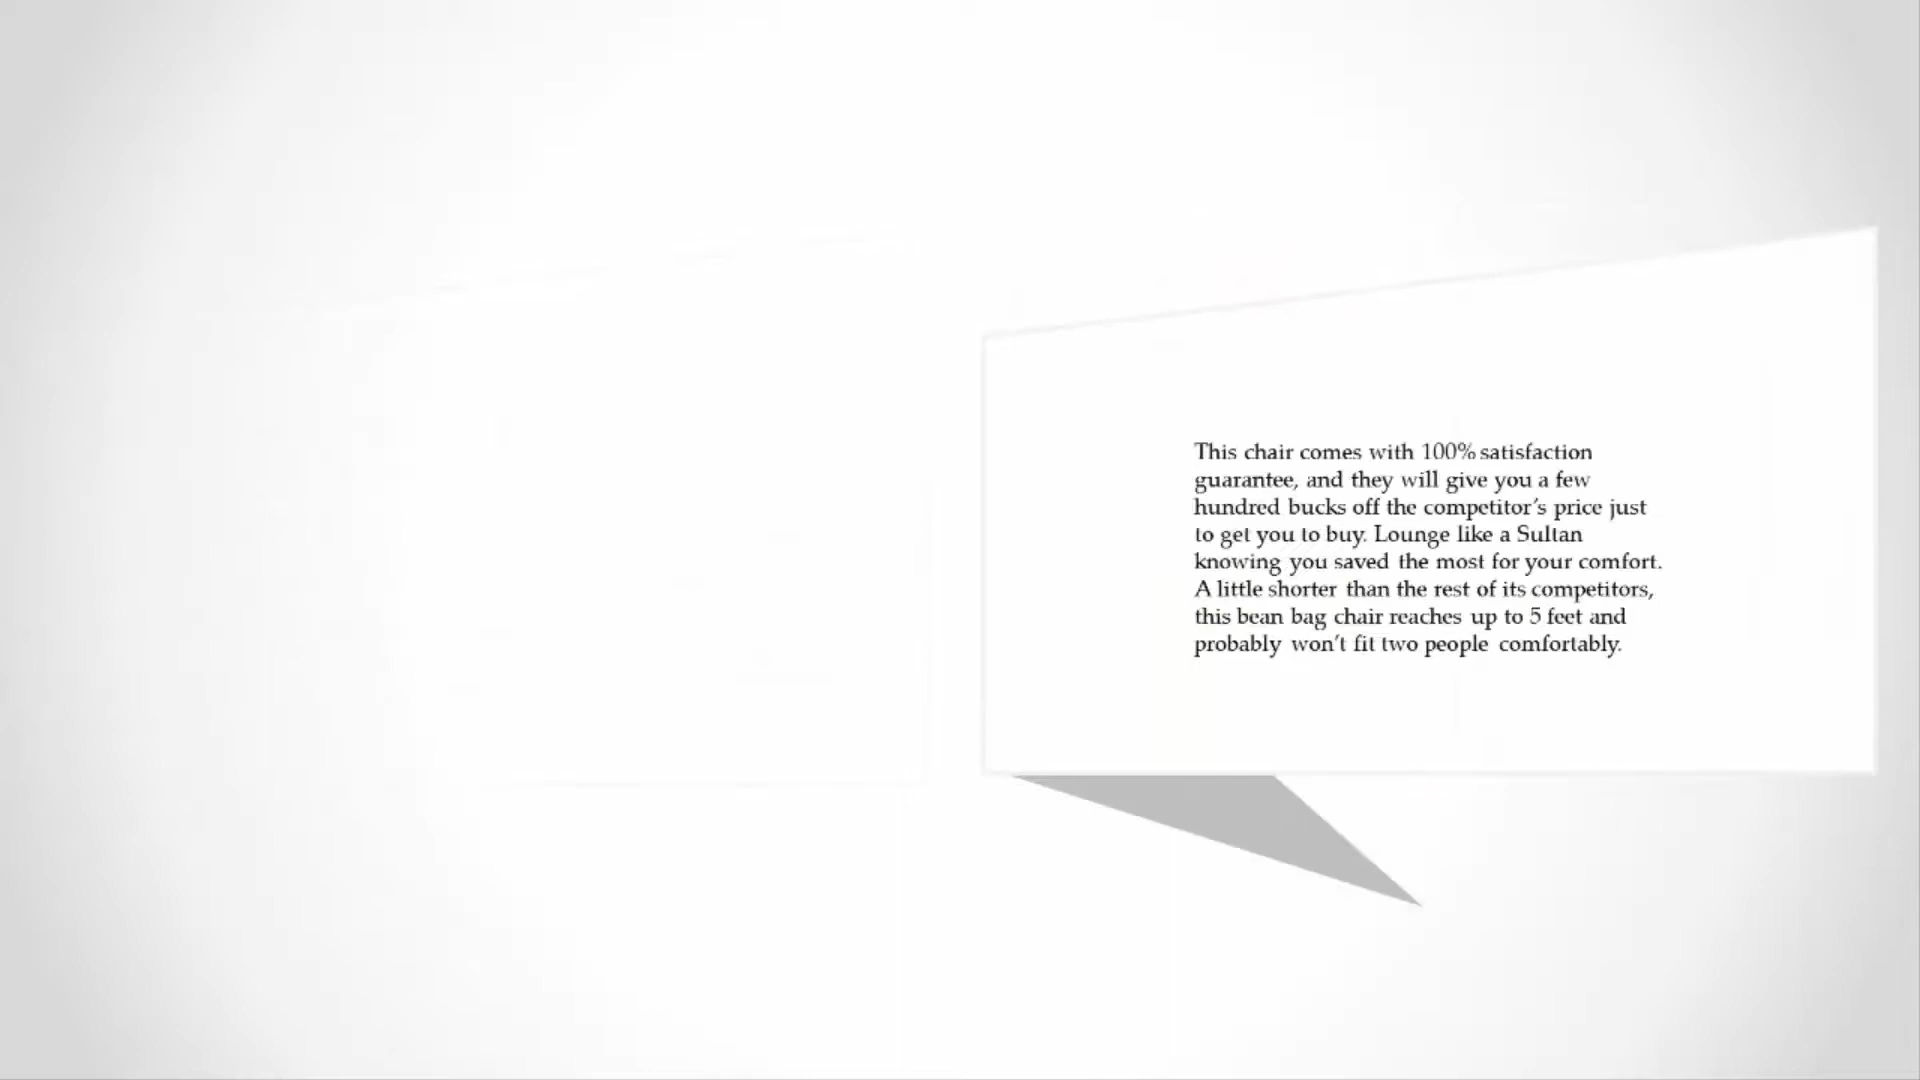 This chair comes with 100% satisfaction
guarantee, and they will give you a few
hundred bucks off the competitor’s price just
to get you to buy. Lounge like a Sultan
knowing you saved the most for your comfort.
A little shorter than the rest of its competitors,
this bean bag chair reaches up to 5 feet and
probably won’t fit two people comfortably.